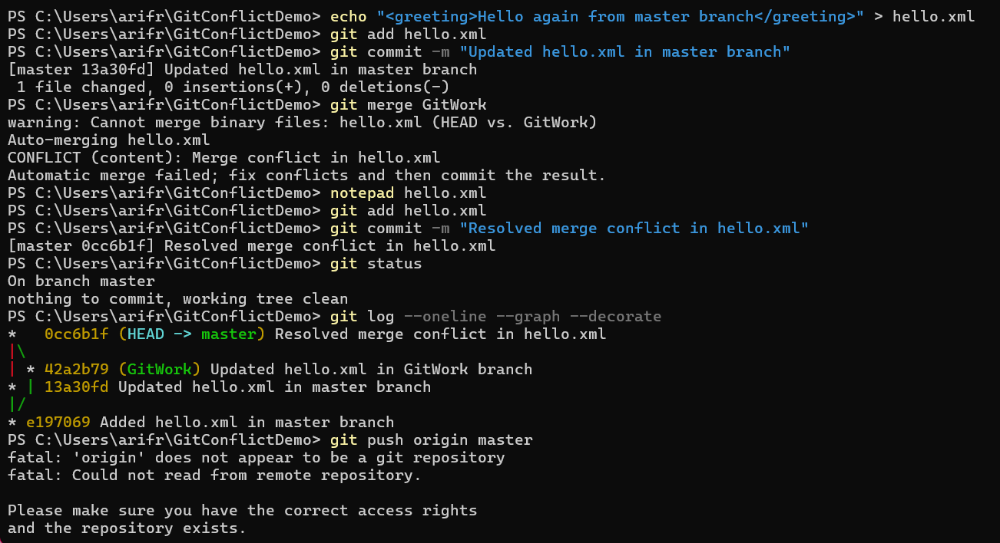 PS C:\Users\arifr\GitConflictDemo> echo "<greeting>Hello again from master branch</greeting>" > hello.xml
PS C:\Users\arifr\GitConflictDemo> git add hello.xml
PS C:\Users\arifr\GitConflictDemo> git commit -m "Updated hello.xml in master branch"
[master 13a30fd] Updated hello.xml in master branch
 1 file changed, 0 insertions(+), 0 deletions(-)
PS C:\Users\arifr\GitConflictDemo> git merge GitWork
warning: Cannot merge binary files: hello.xml (HEAD vs. GitWork)
Auto-merging hello.xml
CONFLICT (content): Merge conflict in hello.xml
Automatic merge failed; fix conflicts and then commit the result.
PS C:\Users\arifr\GitConflictDemo> notepad hello.xml
PS C:\Users\arifr\GitConflictDemo> git add hello.xml
PS C:\Users\arifr\GitConflictDemo> git commit -m "Resolved merge conflict in hello.xml"
[master 0cc6b1f] Resolved merge conflict in hello.xml
PS C:\Users\arifr\GitConflictDemo> git status
On branch master
nothing to commit, working tree clean
PS C:\Users\arifr\GitConflictDemo> git log --oneline --graph --decorate
*   0cc6b1f (HEAD -> master) Resolved merge conflict in hello.xml
|\
| * 42a2b79 (GitWork) Updated hello.xml in GitWork branch
* | 13a30fd Updated hello.xml in master branch
|/
* e197069 Added hello.xml in master branch
PS C:\Users\arifr\GitConflictDemo> git push origin master
fatal: 'origin' does not appear to be a git repository
fatal: Could not read from remote repository.

Please make sure you have the correct access rights
and the repository exists.